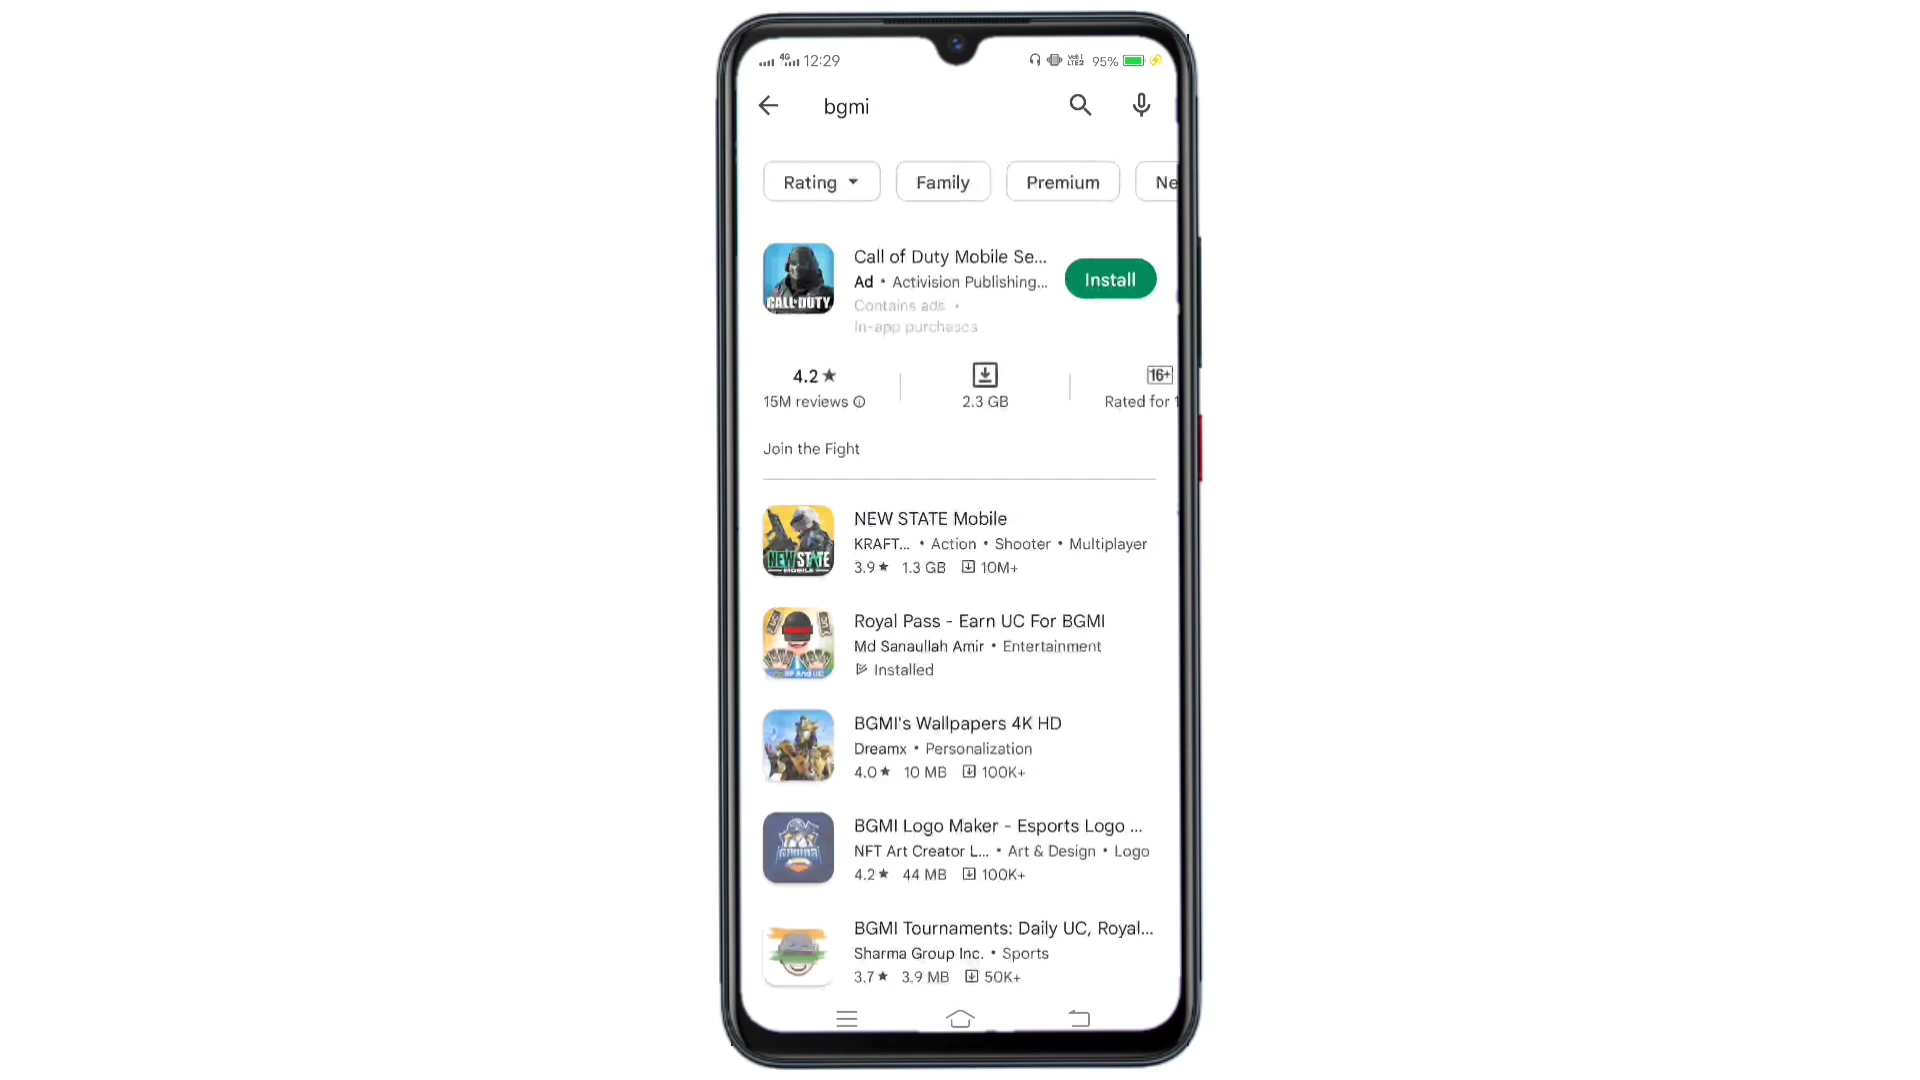 4G 12:29 95%
bgmi
Rating Family Premium Ne
Call of Duty Mobile Se...
Ad • Activision Publishing...
Contains ads •
In-app purchases
Install
CALL·DUTY
4.2★ 2.3 GB 16+
15M reviews Rated for 1
Join the Fight
NEW STATE Mobile
KRAFT... • Action • Shooter • Multiplayer
3.9★ 1.3 GB 10M+
NEW STATE
MOBILE
Royal Pass - Earn UC For BGMI
Md Sanaullah Amir • Entertainment
Installed
BGMI's Wallpapers 4K HD
Dreamx • Personalization
4.0★ 10 MB 100K+
BGMI Logo Maker - Esports Logo ...
NFT Art Creator L... • Art & Design • Logo
4.2★ 44 MB 100K+
BGMI Tournaments: Daily UC, Royal...
Sharma Group Inc. • Sports
3.7★ 3.9 MB 50K+